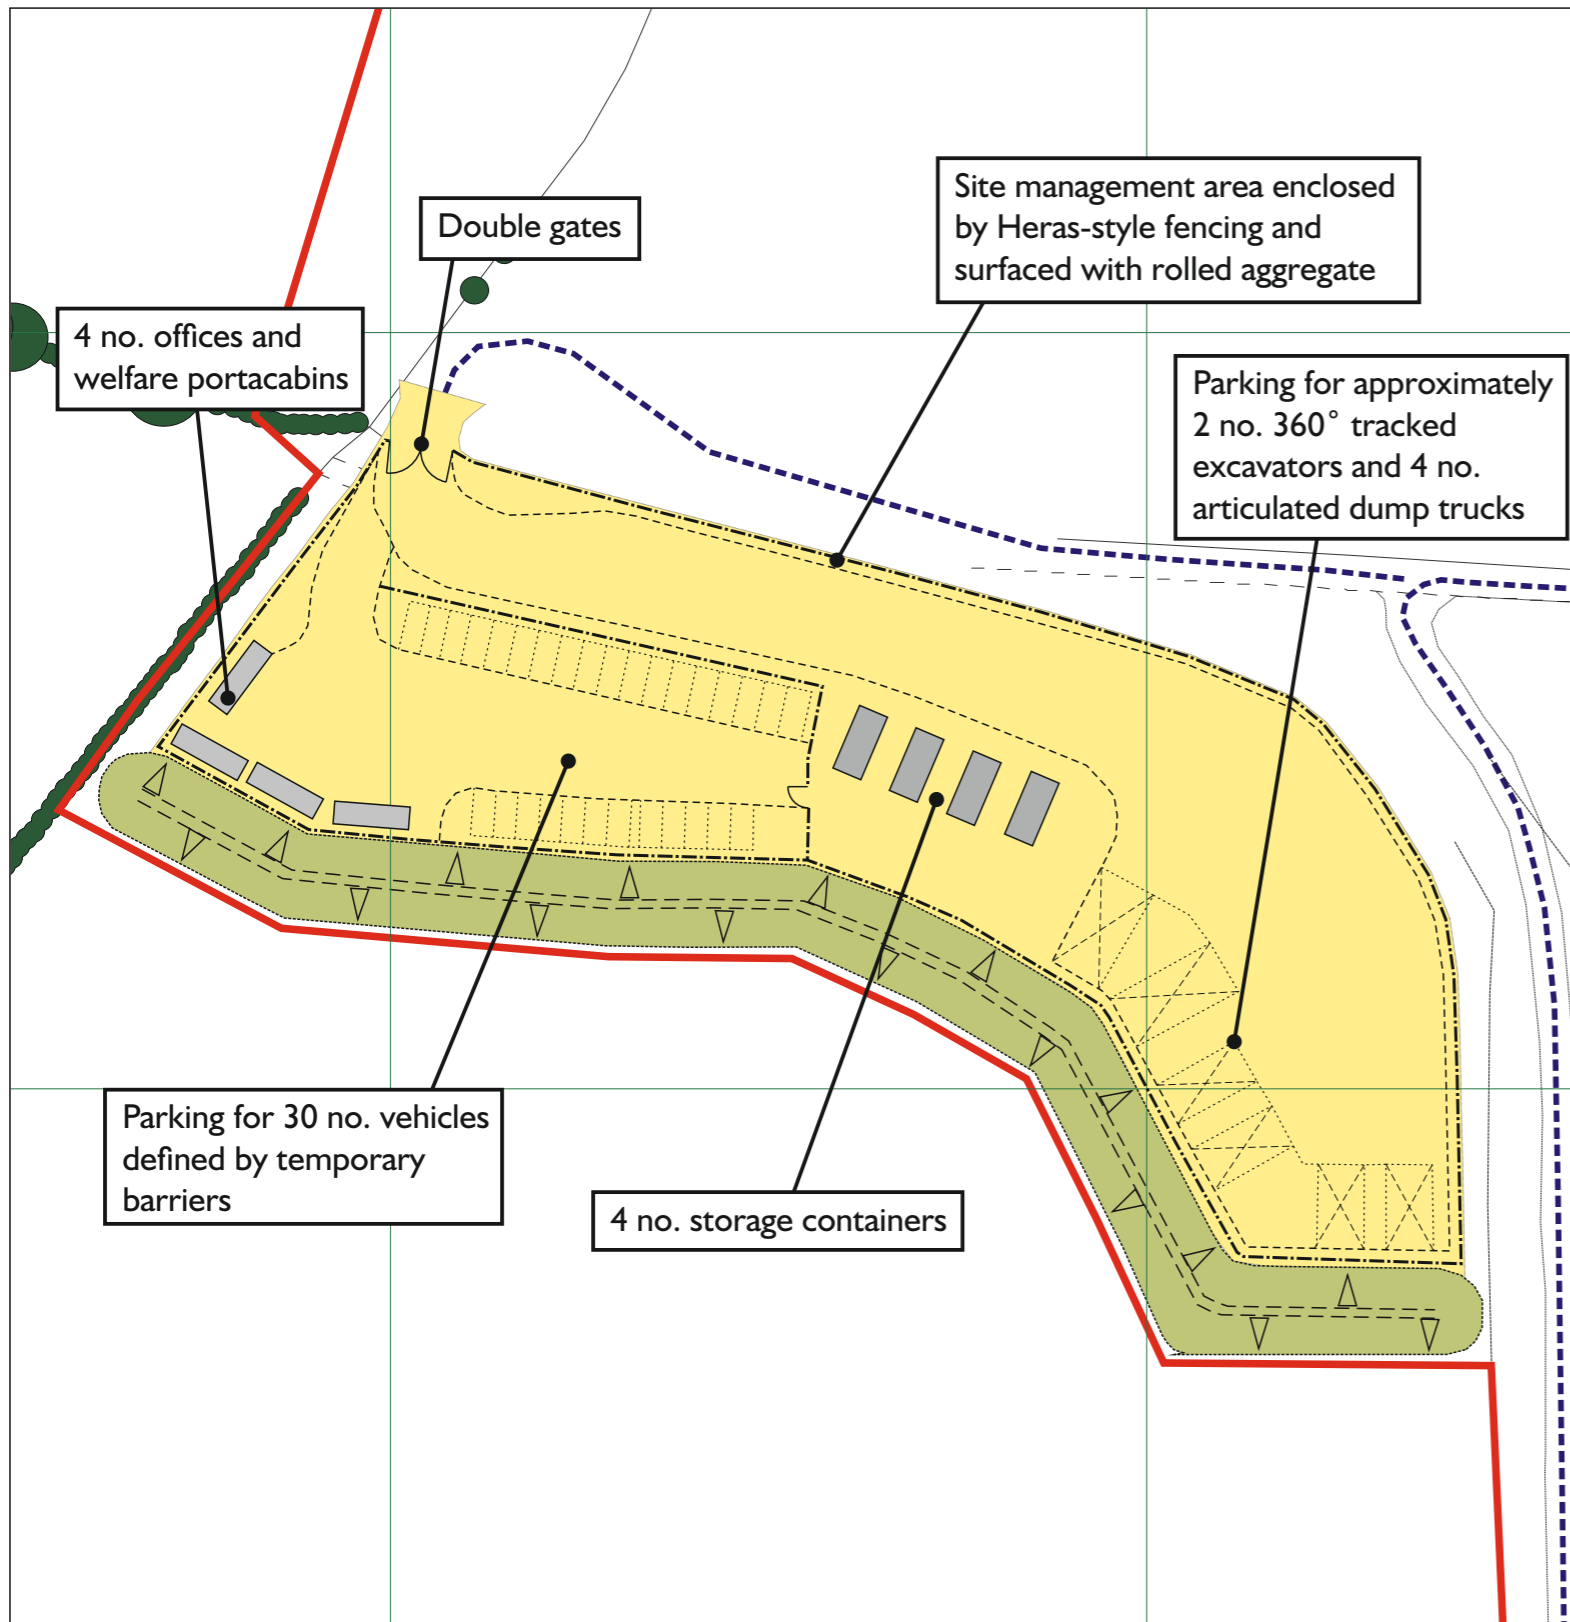 Double gates
Site management area enclosed
by Heras-style fencing and
surfaced with rolled aggregate
4 no. offices and
welfare portacabins
Parking for approximately
2 no. 360° tracked
excavators and 4 no.
articulated dump trucks
Parking for 30 no. vehicles
defined by temporary
barriers
4 no. storage containers